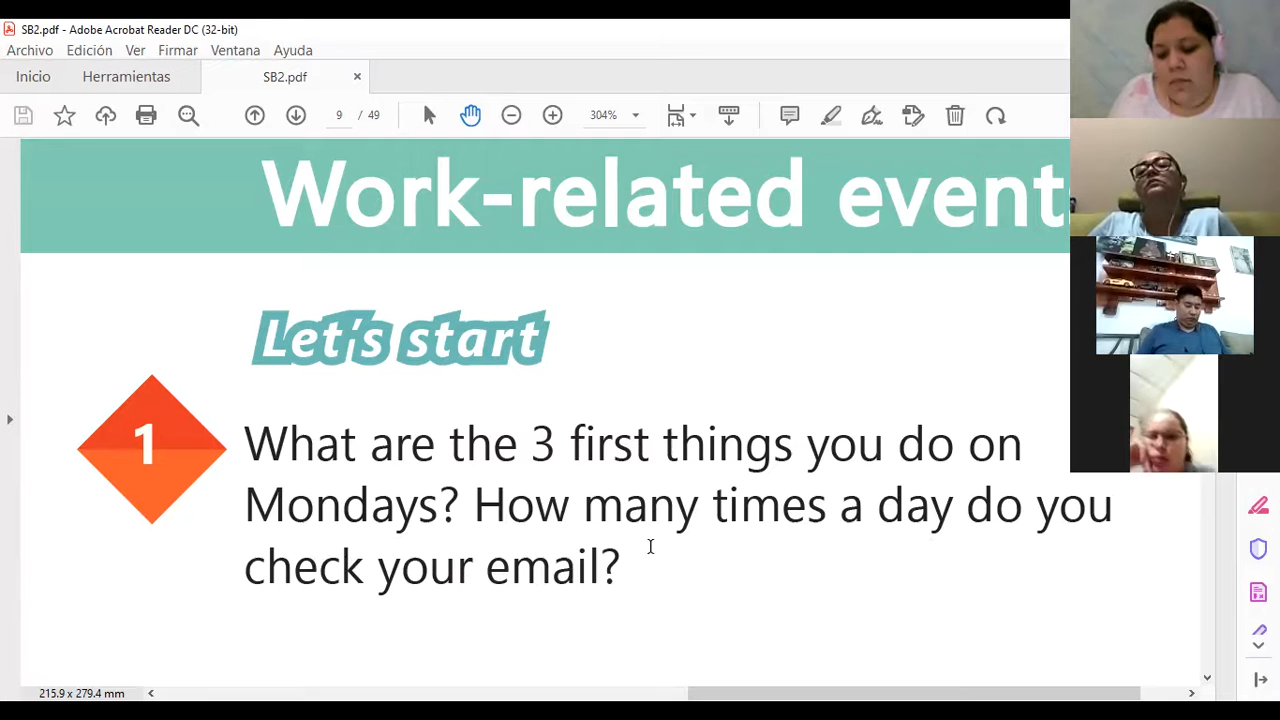 SB2.pdf - Adobe Acrobat Reader DC (32-bit)
Archivo Edición Ver Firmar Ventana Ayuda
Inicio Herramientas SB2.pdf ×
9 / 49 304%
Work-related event
Let's start
1
What are the 3 first things you do on
Mondays? How many times a day do you
check your email?
215.9 x 279.4 mm